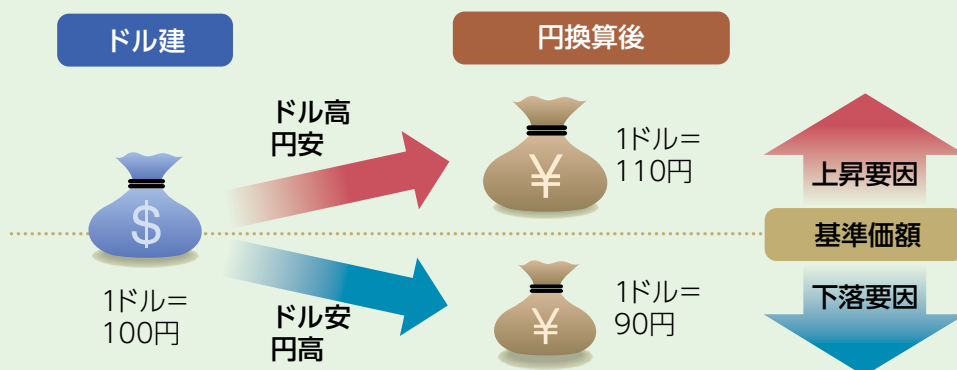 ドル建
円換算後
ドル高
円安
1ドル＝
110円
上昇要因
$
¥
1ドル＝
100円
基準価額
ドル安
円高
¥
1ドル＝
90円
下落要因